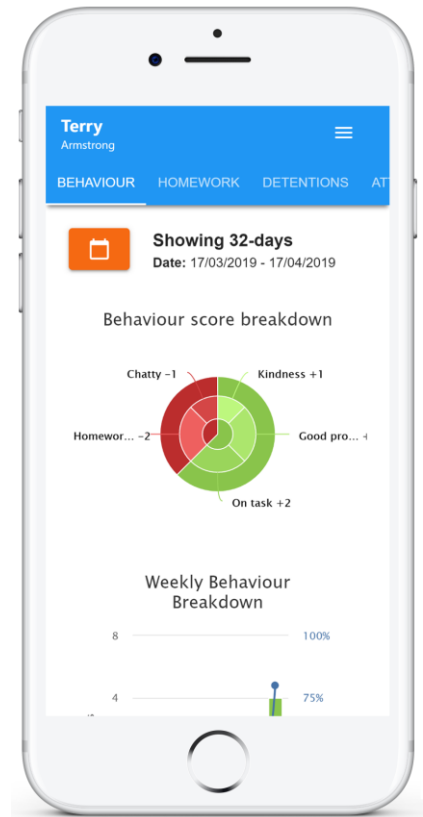 Terry
Armstrong
BEHAVIOUR HOMEWORK DETENTIONS AT
Showing 32-days
Date: 17/03/2019 - 17/04/2019
Behaviour score breakdown
Chatty -1 Kindness +1
Homewor... -2 Good pro...
On task +2
Weekly Behaviour
Breakdown
8 100%
4 75%